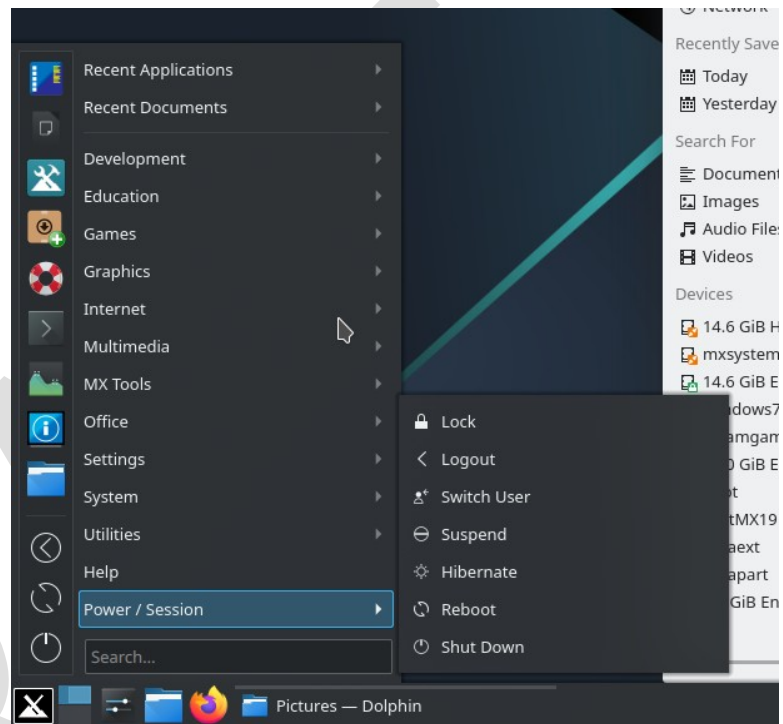 Recent Applications
Recent Documents
Development
Education
Games
Graphics
Internet
Multimedia
MX Tools
Office
Settings
System
Utilities
Help
Power / Session
Search...
Lock
Logout
Switch User
Suspend
Hibernate
Reboot
Shut Down
Recently Save
Today
Yesterday
Search For
Document
Images
Audio Files
Videos
Devices
14.6 GiB H
mxsystem
14.6 GiB E
dows7
amgam
GiB E
tMX19
aext
apart
GiB En
Pictures — Dolphin